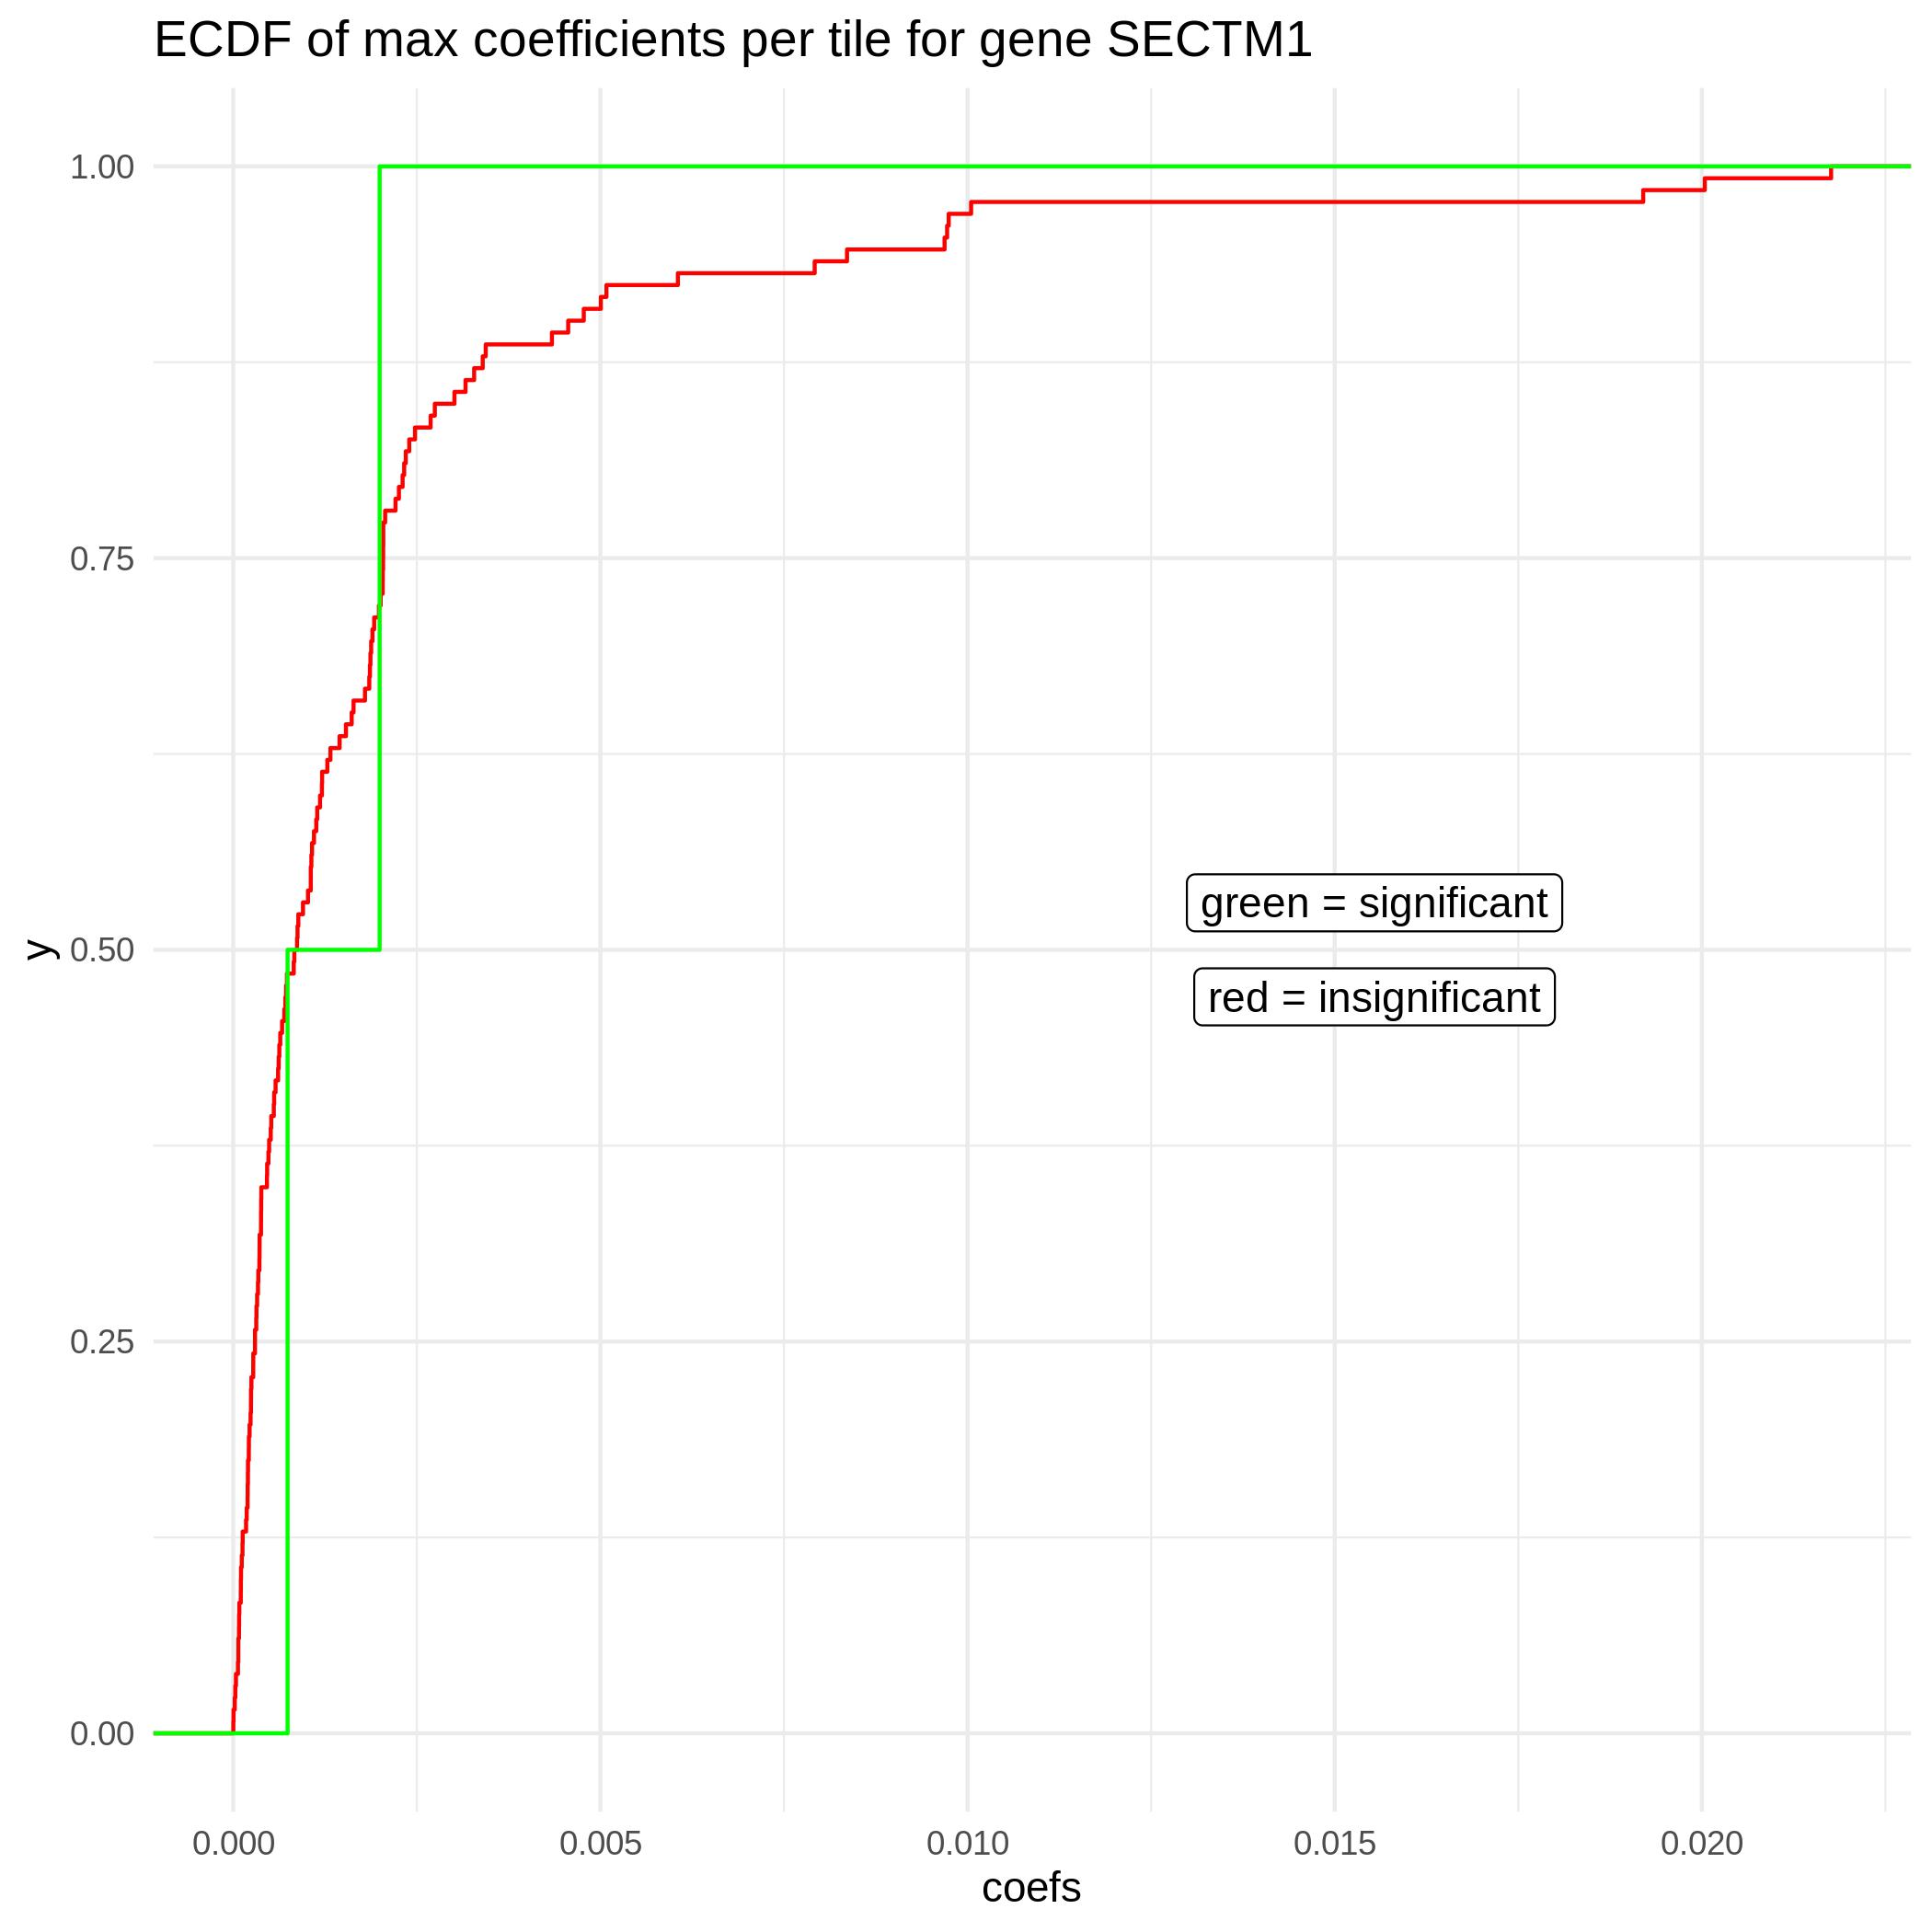 ECDF of max coefficients per tile for gene SECTM1
1.00
0.75
0.50
0.25
0.00
y
green = significant
red = insignificant
0.000 0.005 0.010 0.015 0.020
coefs